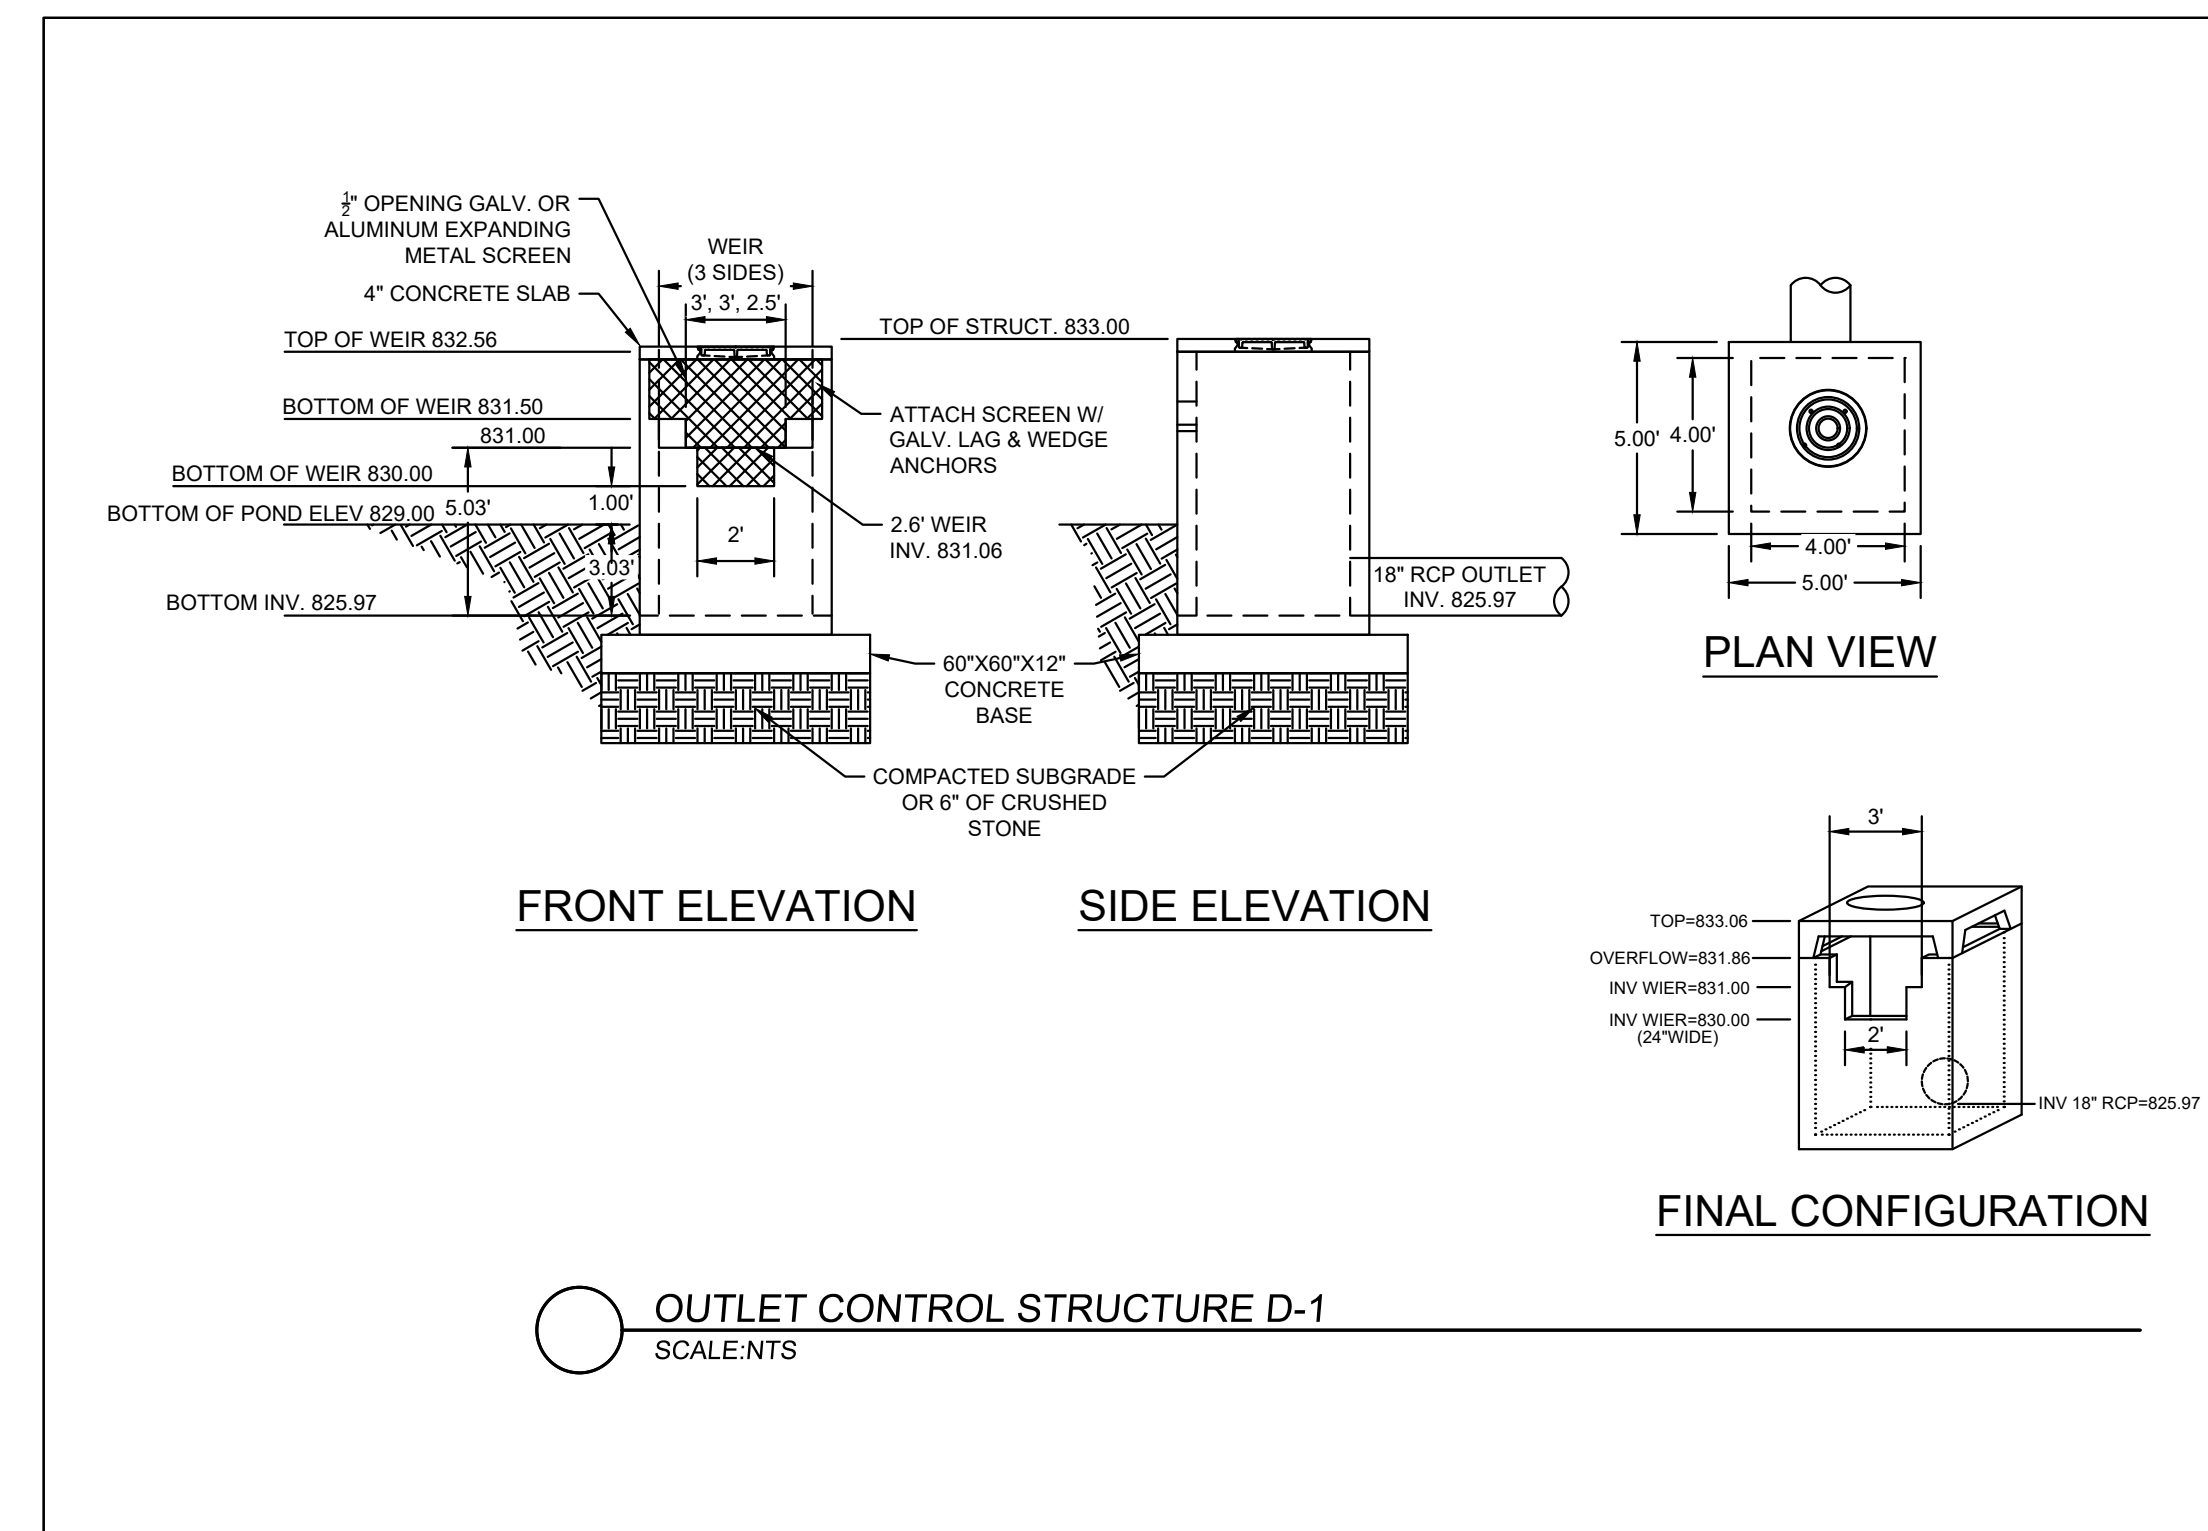 ½" OPENING GALV. OR
ALUMINUM EXPANDING
METAL SCREEN
4" CONCRETE SLAB
TOP OF WEIR 832.56
BOTTOM OF WEIR 831.50
831.00
BOTTOM OF WEIR 830.00
BOTTOM OF POND ELEV 829.00
5.03'
1.00'
3.03'
BOTTOM INV. 825.97
WEIR
(3 SIDES)
3', 3', 2.5'
2'
ATTACH SCREEN W/
GALV. LAG & WEDGE
ANCHORS
2.6' WEIR
INV. 831.06
60"X60"X12"
CONCRETE
BASE
COMPACTED SUBGRADE
OR 6" OF CRUSHED
STONE
FRONT ELEVATION
TOP OF STRUCT. 833.00
18" RCP OUTLET
INV. 825.97
SIDE ELEVATION
5.00'
4.00'
4.00'
5.00'
PLAN VIEW
3'
TOP=833.06
OVERFLOW=831.86
INV WIER=831.00
INV WIER=830.00
(24"WIDE)
2'
INV 18" RCP=825.97
FINAL CONFIGURATION
OUTLET CONTROL STRUCTURE D-1
SCALE:NTS